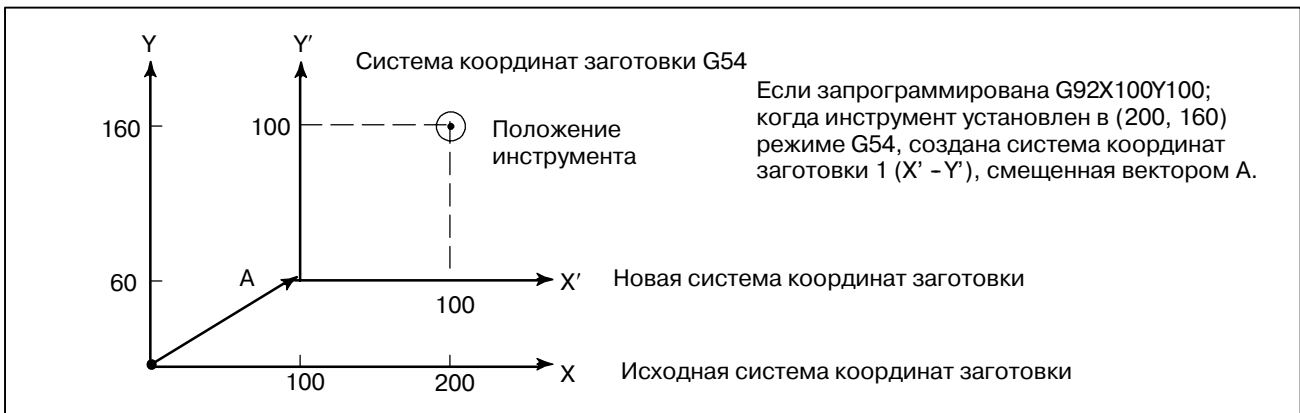 Y
Y′
Система координат заготовки G54
Если запрограммирована G92X100Y100;
когда инструмент установлен в (200, 160)
режиме G54, создана система координат
заготовки 1 (X’ -Y’), смещенная вектором A.
160
100
Положение
инструмента
60
A
X′
Новая система координат заготовки
100
100
200
X
Исходная система координат заготовки